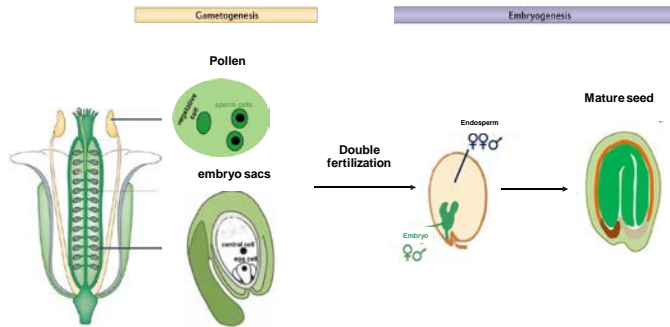 Gametogenesis
Embryogenesis
Pollen
vegetative
cell
sperm cells
embryo sacs
central cell
egg cell
Double
fertilization
Endosperm
♀♀♂
Embryo
♀♂
Mature seed